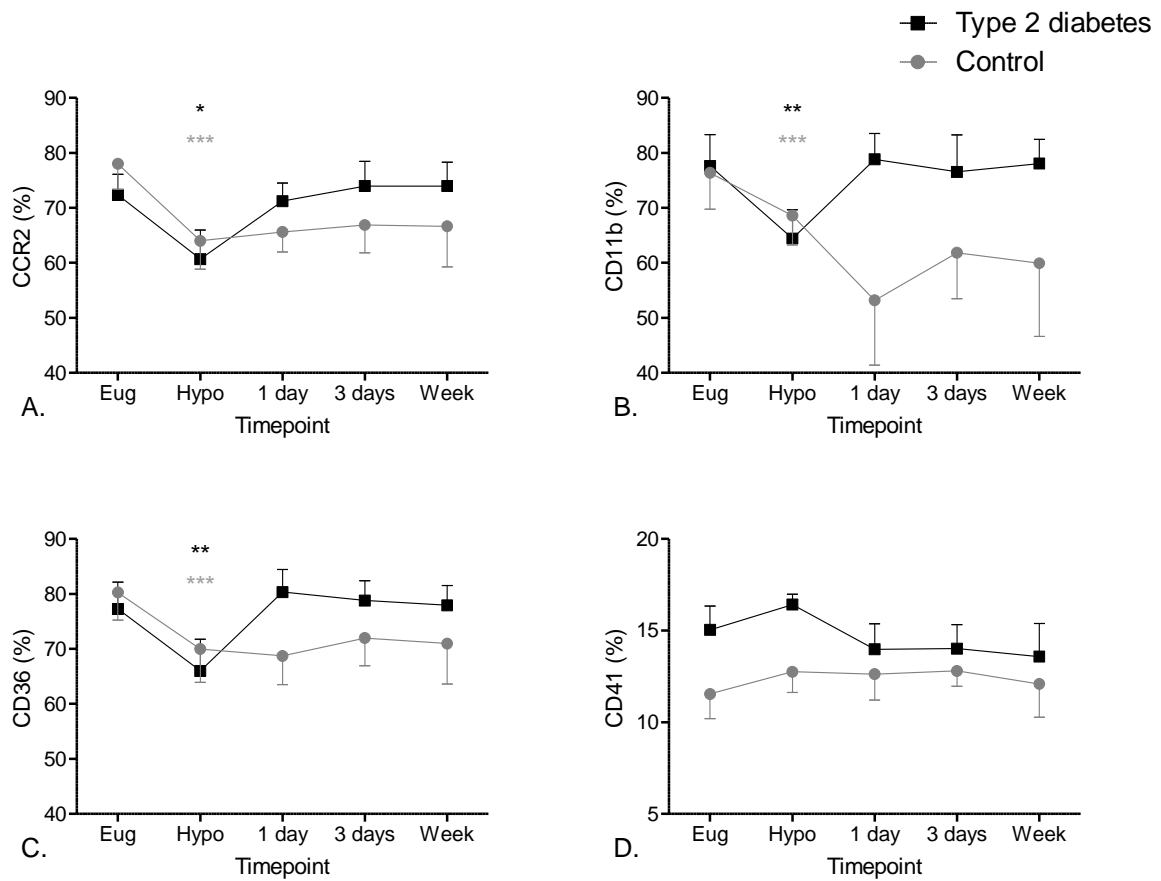 Type 2 diabetes
Control
90
80
70
60
50
40
CCR2 (%)
*
***
Eug Hypo 1 day 3 days Week
Timepoint
A.
90
80
70
60
50
40
CD11b (%)
**
***
Eug Hypo 1 day 3 days Week
Timepoint
B.
90
80
70
60
50
40
CD36 (%)
**
***
Eug Hypo 1 day 3 days Week
Timepoint
C.
20
15
10
5
CD41 (%)
Eug Hypo 1 day 3 days Week
Timepoint
D.